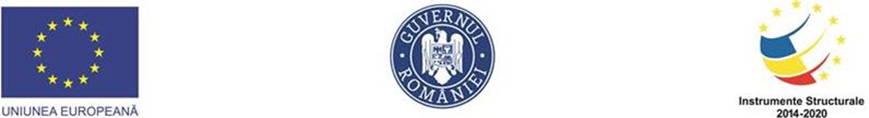 UNIUNEA EUROPEANĂ
GUVERNUL ROMÂNIEI
Instrumente Structurale
2014-2020